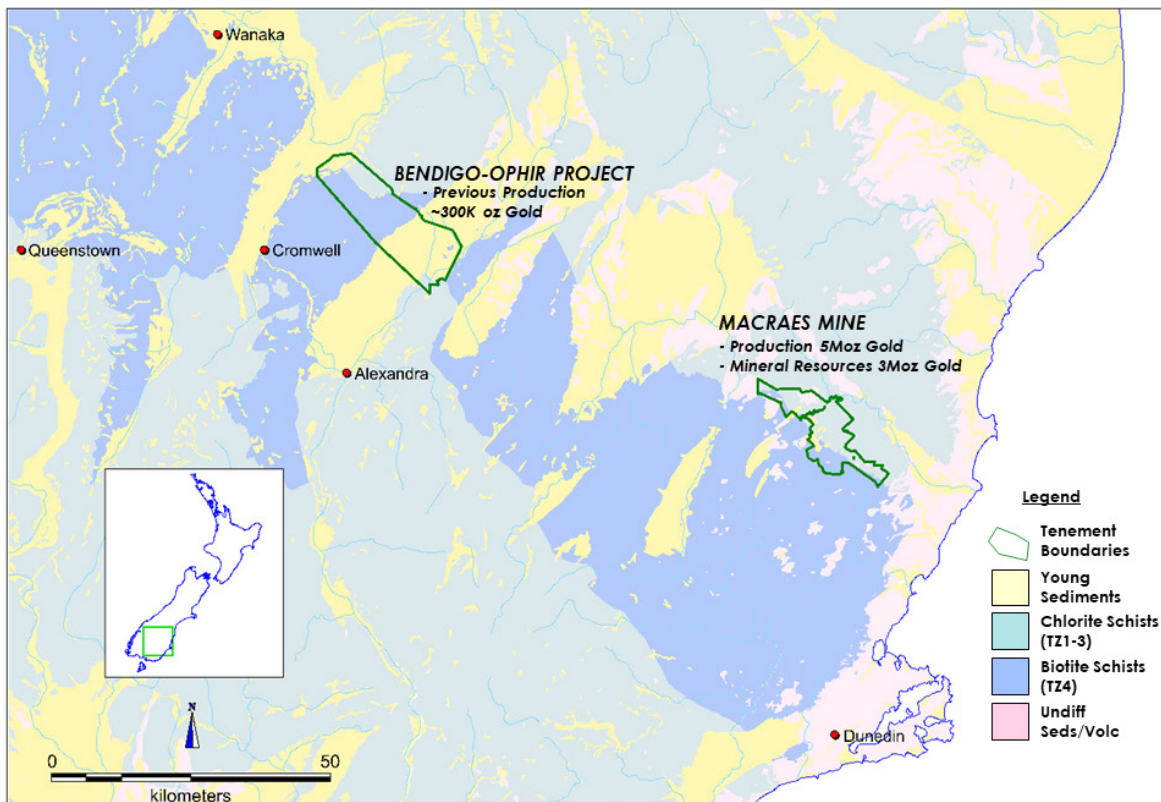 Wanaka
BENDIGO-OPHIR PROJECT
- Previous Production
~300K oz Gold
Queenstown
Cromwell
MACRAES MINE
- Production 5Moz Gold
- Mineral Resources 3Moz Gold
Alexandra
Legend
Tenement
Boundaries
Young
Sediments
Chlorite Schists
(TZ1-3)
Biotite Schists
(TZ4)
Undiff
Seds/Volc
N
Dunedin
0
50
kilometers